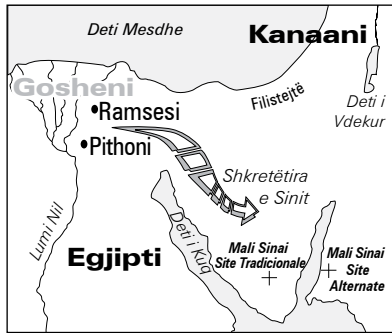 Deti Mesdhe
Kanaani
Gosheni
Filistejtë
•Ramsesi
Deti i
Vdekur
•Pithoni
Shkretëtira
e Sinit
Lumi Nil
Deti i Kuq
Egjipti
Mali Sinai
Site Tradicionale
Mali Sinai
Site
Alternate